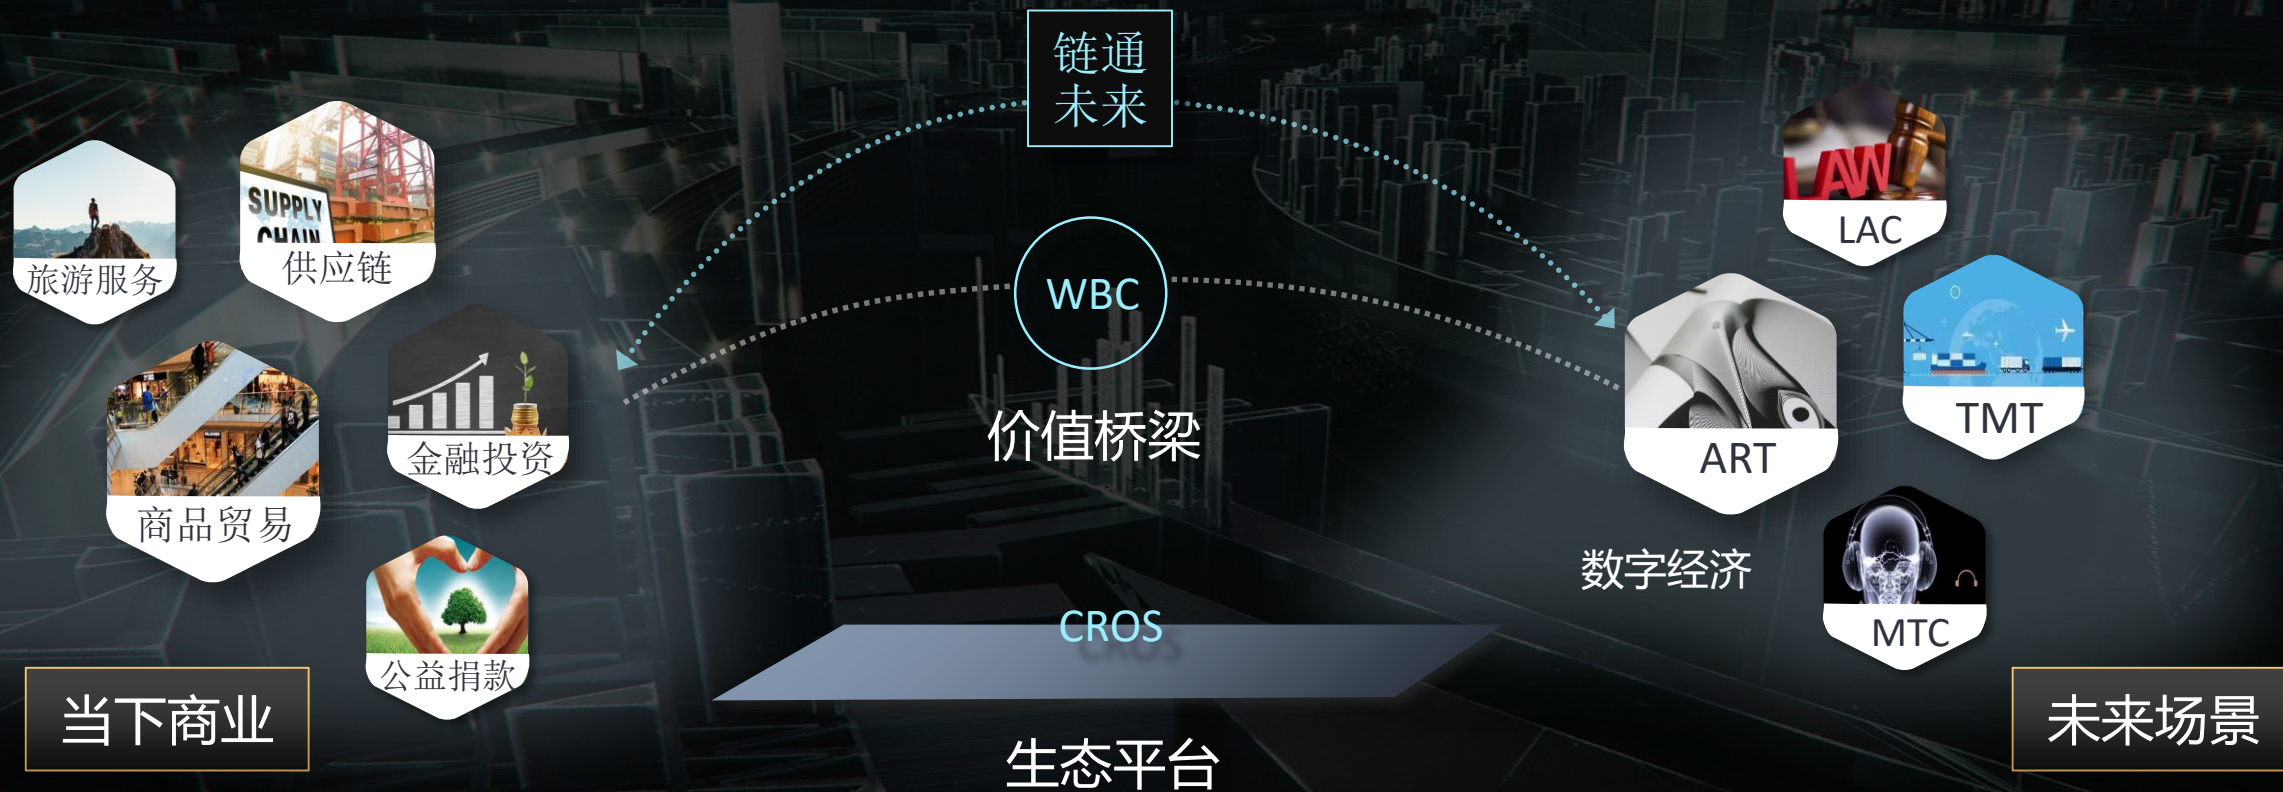 链通
未来
旅游服务
SUPPLY
CHAIN
供应链
商品贸易
金融投资
公益捐款
当下商业
WBC
价值桥梁
CROS
生态平台
LAW
LAC
ART
TMT
数字经济
MTC
未来场景